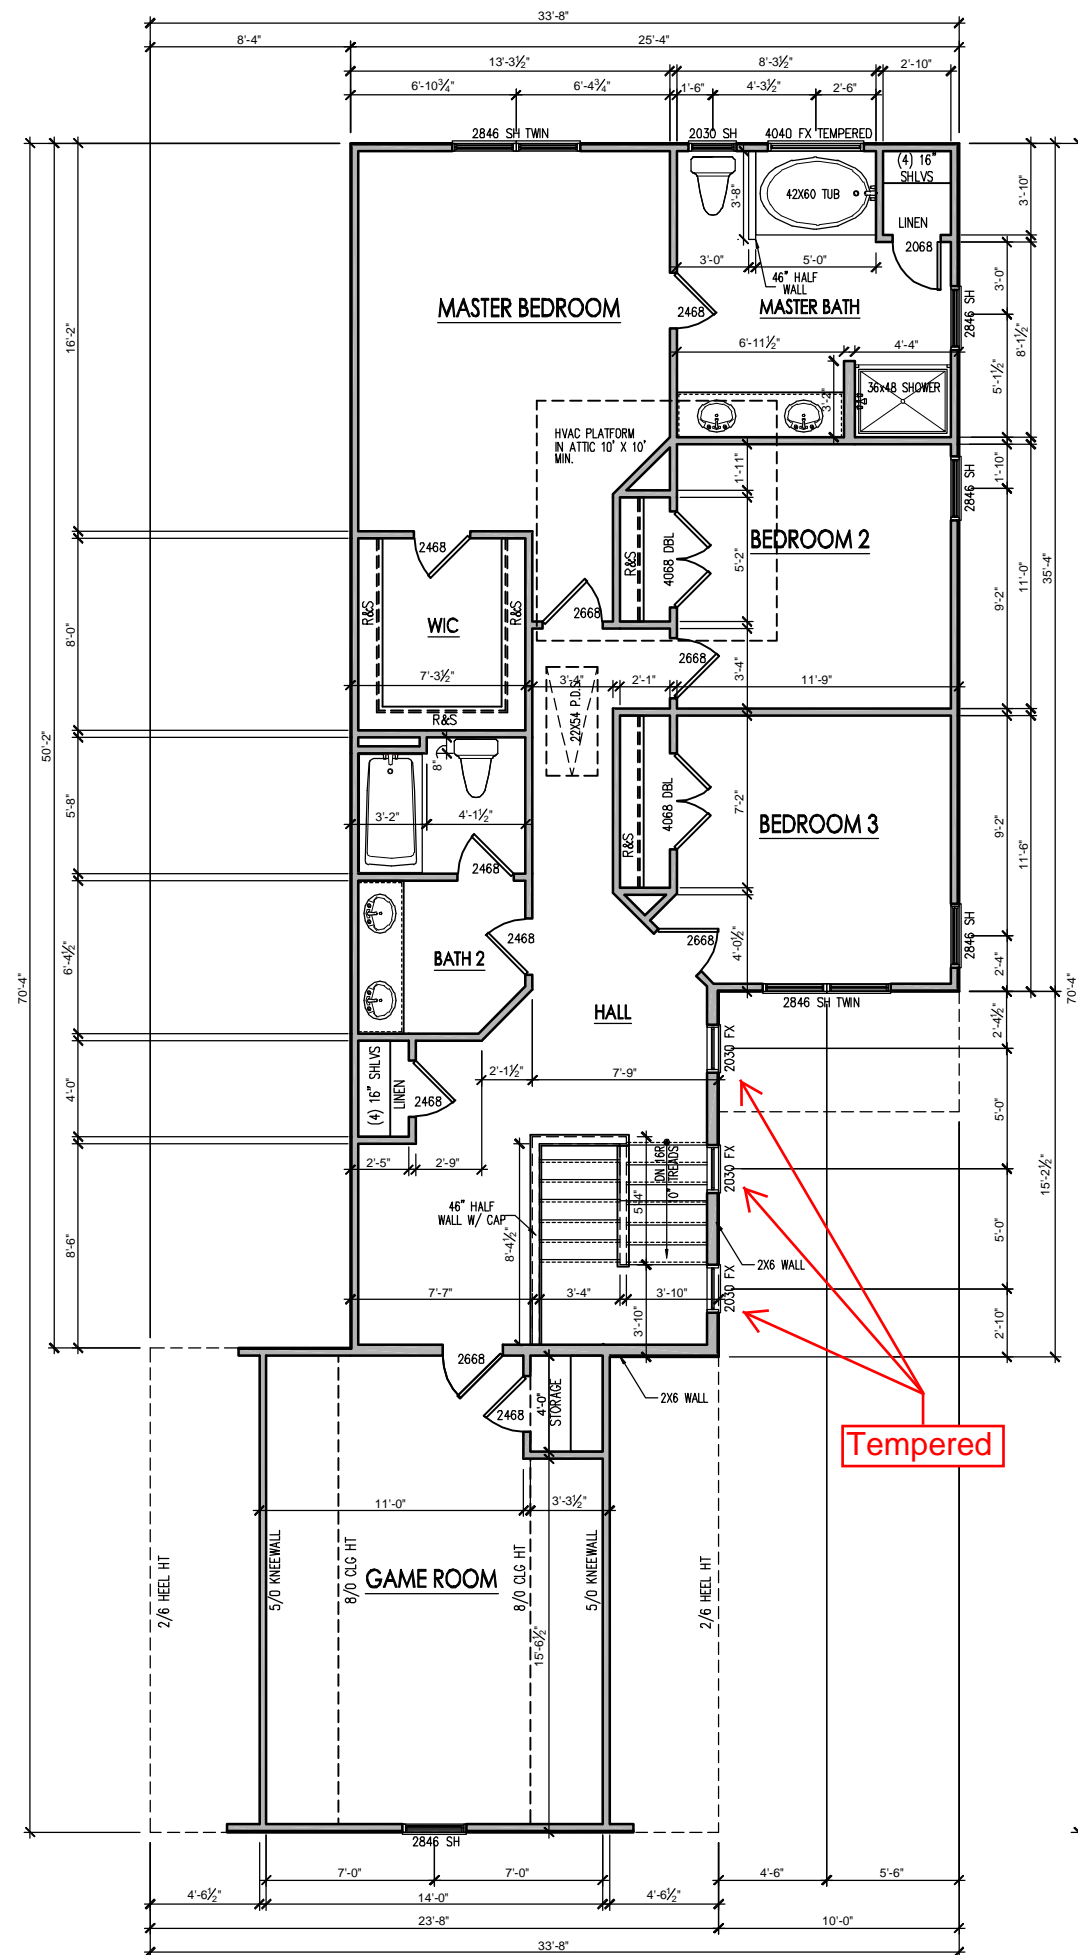 33'-8"
8'-4"
25'-4"
13'-3½"
8'-3½"
2'-10"
6'-10¾"
6'-4¾"
1'-6"
4'-3½"
2'-6"
2846 SH TWIN
2030 SH
4040 FX TEMPERED
(4) 16"
SHLVS
3'-8"
42X60 TUB
LINEN
3'-10"
2068
3'-0"
5'-0"
46" HALF
WALL
3'-0"
MASTER BEDROOM
MASTER BATH
2468
2846 SH
8'-1½"
16'-2"
6'-11½"
4'-4"
5'-1½"
36x48 SHOWER
3'-2"
HVAC PLATFORM
IN ATTIC 10' X 10'
MIN.
1'-11"
1'-10"
2846 SH
BEDROOM 2
2468
R&S
4068 DBL
5'-2"
11'-0"
35'-4"
R&S
R&S
9'-2"
2668
WIC
8'-0"
2668
3'-4"
7'-3½"
3'-4"
2'-1"
11'-9"
22X54 P.D.S.
R&S
50'-2"
8"
5'-8"
3'-2"
4'-1½"
4068 DBL
7'-2"
R&S
BEDROOM 3
9'-2"
11'-6"
2468
2468
2668
4'-0½"
2846 SH
BATH 2
6'-4½"
2'-4"
70'-4"
70'-4"
2846 SH TWIN
HALL
2'-4½"
2030 FX
2'-1½"
7'-9"
(4) 16" SHLVS
LINEN
2468
4'-0"
5'-0"
2'-5"
2'-9"
DN 16R
0" TREADS
5'-4"
2030 FX
15'-2½"
46" HALF
WALL W/ CAP
8'-4½"
8'-6"
5'-0"
2X6 WALL
2030 FX
7'-7"
3'-4"
3'-10"
3'-10"
2'-10"
2668
2468
4'-0"
STORAGE
2X6 WALL
Tempered
11'-0"
3'-3½"
2/6 HEEL HT
5/0 KNEEWALL
8/0 CLG HT
GAME ROOM
8/0 CLG HT
5/0 KNEEWALL
2/6 HEEL HT
15'-6½"
2846 SH
7'-0"
7'-0"
4'-6"
5'-6"
4'-6½"
14'-0"
4'-6½"
23'-8"
10'-0"
33'-8"